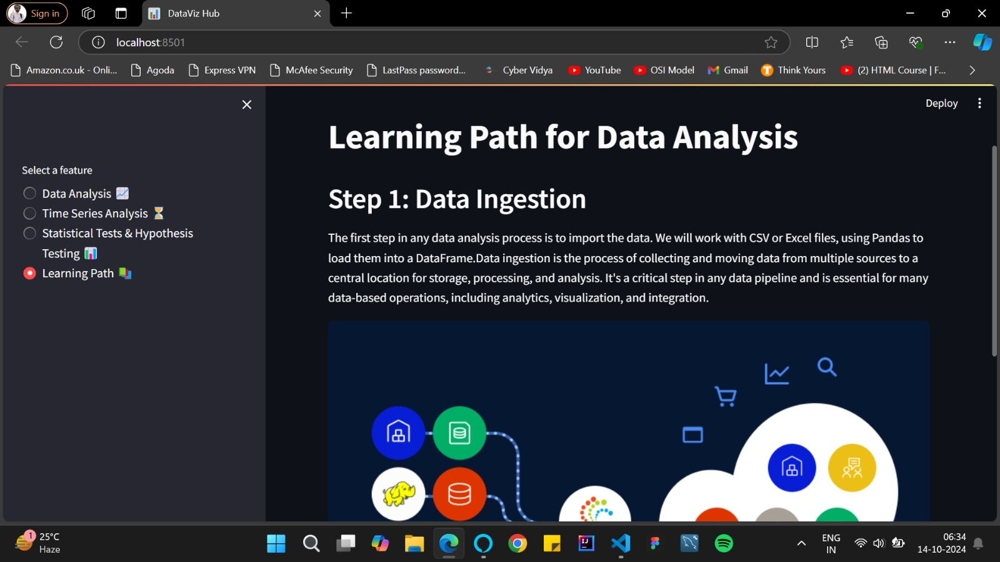 Sign in
DataViz Hub
localhost:8501
Amazon.co.uk - Onli...
Agoda
Express VPN
McAfee Security
LastPass password...
Cyber Vidya
YouTube
OSI Model
Gmail
Think Yours
(2) HTML Course | F...
Deploy
Select a feature
Data Analysis
Time Series Analysis
Statistical Tests & Hypothesis
Testing
Learning Path
Learning Path for Data Analysis
Step 1: Data Ingestion
The first step in any data analysis process is to import the data. We will work with CSV or Excel files, using Pandas to
load them into a DataFrame.Data ingestion is the process of collecting and moving data from multiple sources to a
central location for storage, processing, and analysis. It's a critical step in any data pipeline and is essential for many
data-based operations, including analytics, visualization, and integration.
1
25°C
Haze
IJ
ENG
IN
06:34
14-10-2024